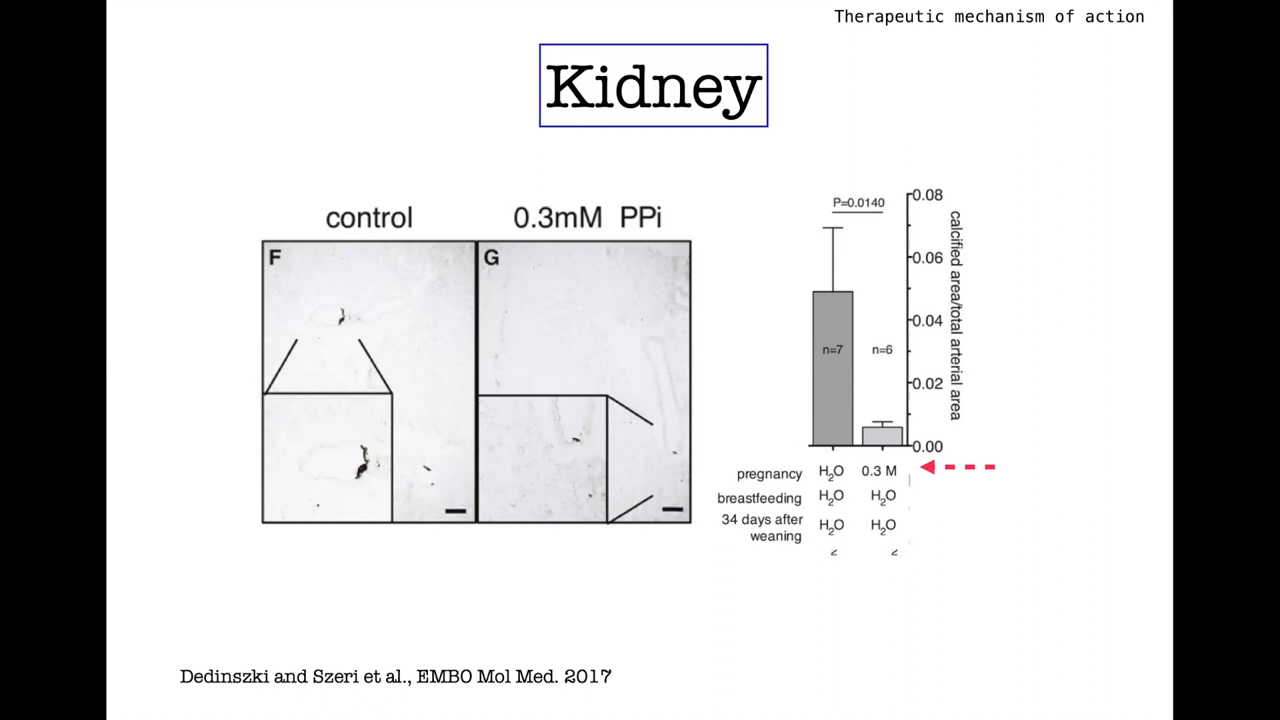 Therapeutic mechanism of action
Kidney
control
0.3mM PPi
F
G
P=0.0140
0.08
0.06
0.04
0.02
0.00
calcified area/total arterial area
n=7
n=6
pregnancy H₂O 0.3 M
breastfeeding H₂O H₂O
34 days after
weaning H₂O H₂O
Dedinszki and Szeri et al., EMBO Mol Med. 2017